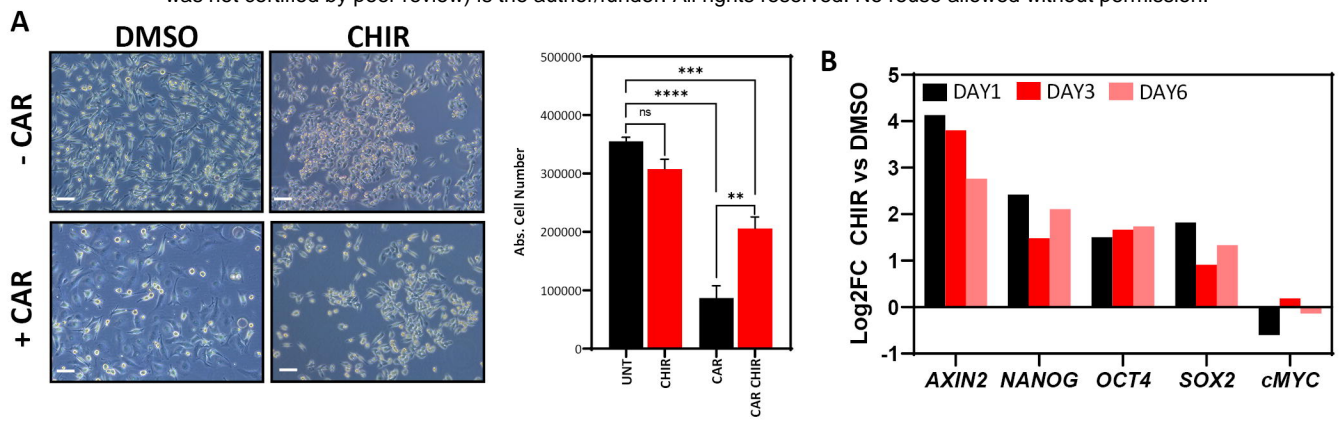 was not certified by peer review) is the author/funder. All rights reserved. No reuse allowed without permission.
A
DMSO CHIR
- CAR
+ CAR
Abs. Cell Number
500000
400000
300000
200000
100000
0
***
****
ns
**
UNT
CHIR
CAR
CAR CHIR
B
Log2FC CHIR vs DMSO
DAY1 DAY3 DAY6
5
4
3
2
1
0
-1
AXIN2 NANOG OCT4 SOX2 cMYC